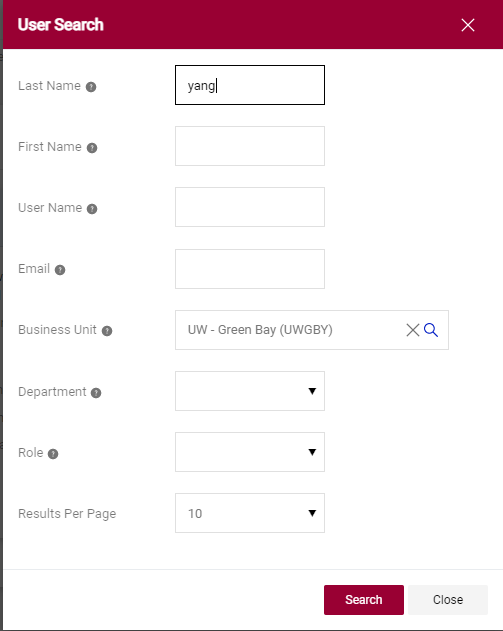 User Search
Last Name
yang
First Name
User Name
Email
Business Unit
UW - Green Bay (UWGBY)
Department
Role
Results Per Page
10
Search Close